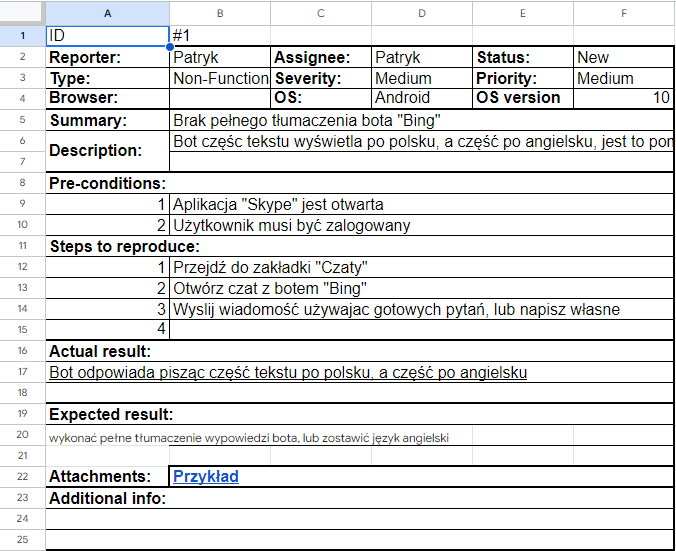 A B C D E F
1 ID #1
2 Reporter: Patryk Assignee: Patryk Status: New
3 Type: Non-Function Severity: Medium Priority: Medium
4 Browser: OS: Android OS version 10
5 Summary: Brak pełnego tłumaczenia bota "Bing"
6 Description: Bot częśc tekstu wyświetla po polsku, a część po angielsku, jest to pom
7
8 Pre-conditions:
9 1 Aplikacja "Skype" jest otwarta
10 2 Użytkownik musi być zalogowany
11 Steps to reproduce:
12 1 Przejdź do zakładki "Czaty"
13 2 Otwórz czat z botem "Bing"
14 3 Wyslij wiadomość używajac gotowych pytań, lub napisz własne
15 4
16 Actual result:
17 Bot odpowiada pisząc część tekstu po polsku, a część po angielsku
18
19 Expected result:
20 wykonać pełne tłumaczenie wypowiedzi bota, lub zostawić język angielski
21
22 Attachments: Przykład
23 Additional info:
24
25